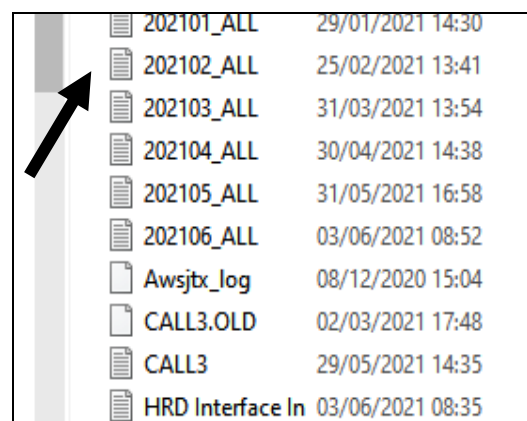 202101_ALL 29/01/2021 14:30
202102_ALL 25/02/2021 13:41
202103_ALL 31/03/2021 13:54
202104_ALL 30/04/2021 14:38
202105_ALL 31/05/2021 16:58
202106_ALL 03/06/2021 08:52
Awsjtx_log 08/12/2020 15:04
CALL3.OLD 02/03/2021 17:48
CALL3 29/05/2021 14:35
HRD Interface In 03/06/2021 08:35